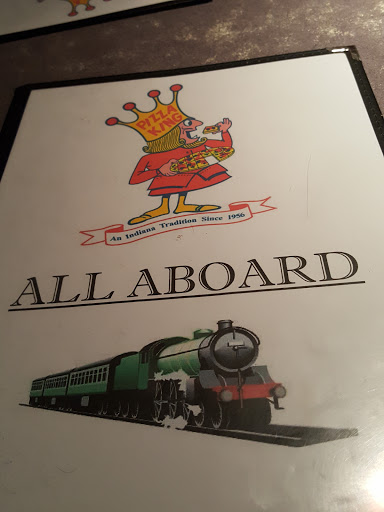 PIZZA
KING
An Indiana Tradition Since 1956
ALL ABOARD